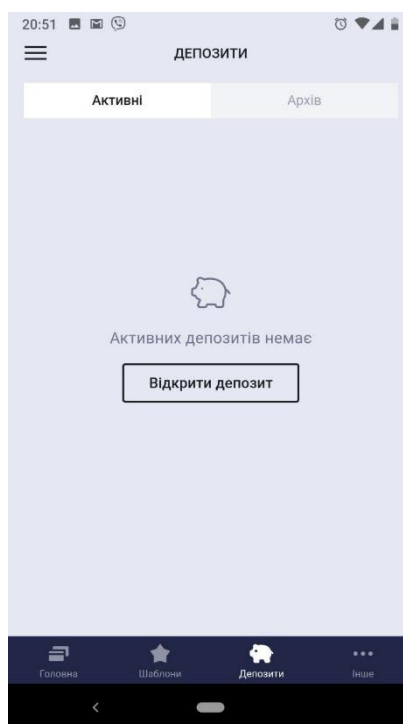 20:51
ДЕПОЗИТИ
Активні Архів
Активних депозитів немає
Відкрити депозит
Головна Шаблони Депозити Інше